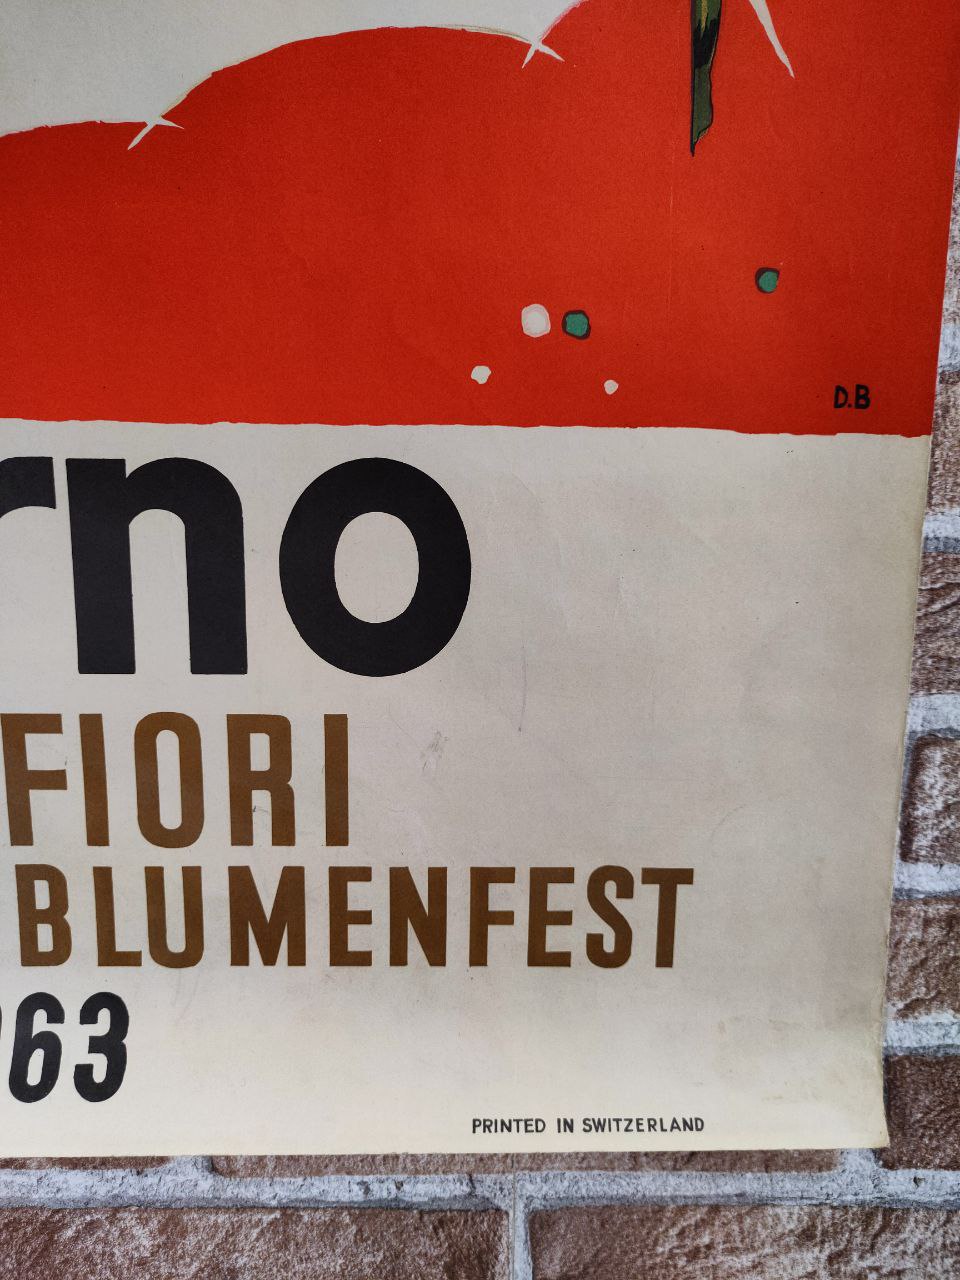 D.B
rno
FIORI
BLUMENFEST
963
PRINTED IN SWITZERLAND